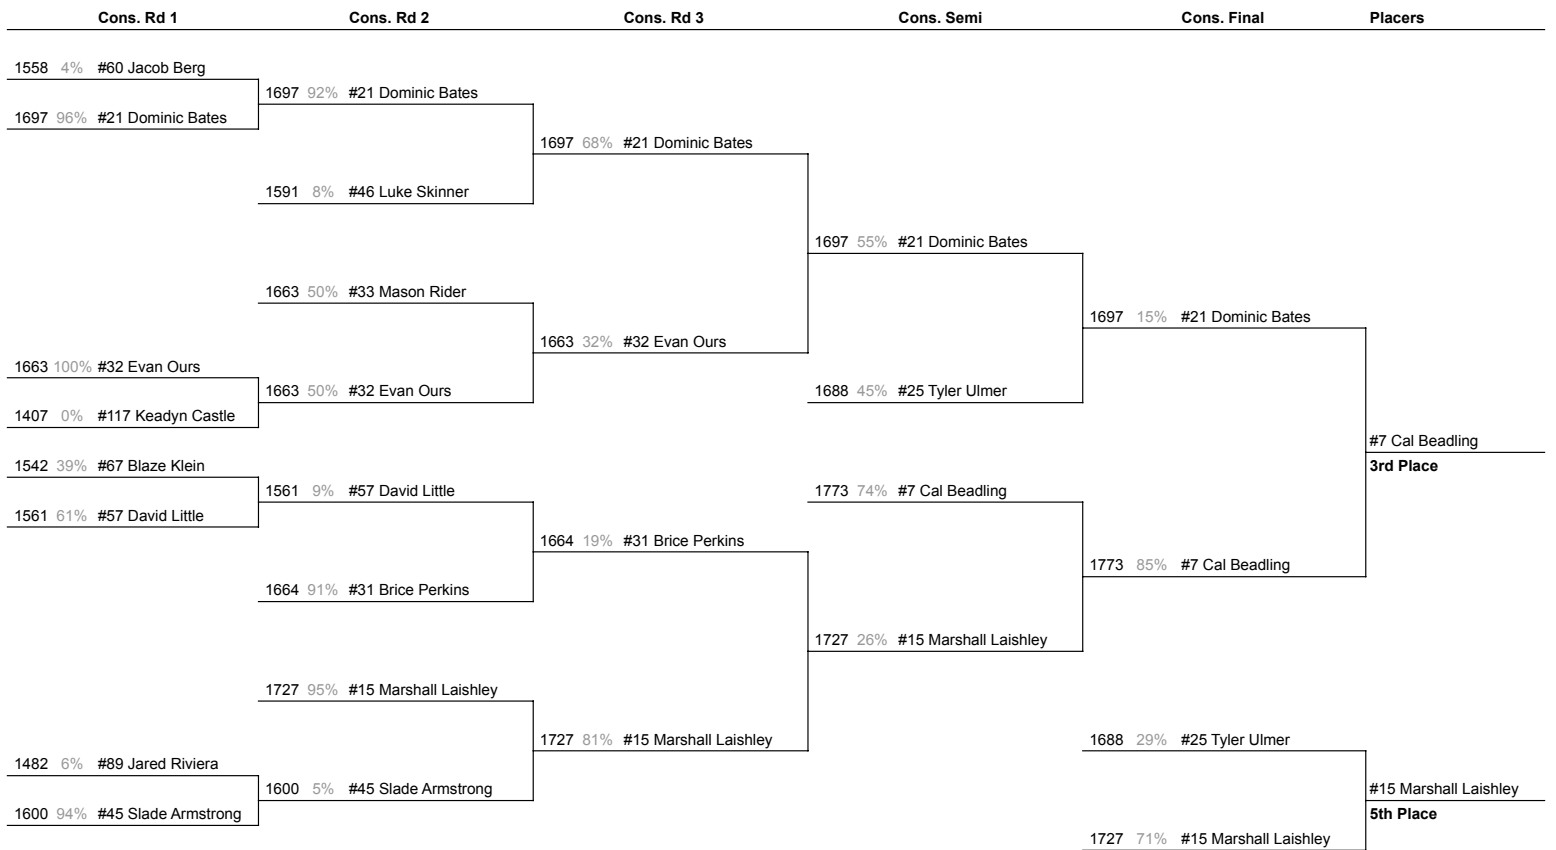 Cons. Rd 1 Cons. Rd 2 Cons. Rd 3 Cons. Semi Cons. Final Placers
1558 4% #60 Jacob Berg
1697 92% #21 Dominic Bates
1697 96% #21 Dominic Bates
1697 68% #21 Dominic Bates
1591 8% #46 Luke Skinner
1697 55% #21 Dominic Bates
1663 50% #33 Mason Rider
1697 15% #21 Dominic Bates
1663 32% #32 Evan Ours
1663 100% #32 Evan Ours
1663 50% #32 Evan Ours
1688 45% #25 Tyler Ulmer
1407 0% #117 Keadyn Castle
#7 Cal Beadling
1542 39% #67 Blaze Klein
3rd Place
1561 9% #57 David Little
1773 74% #7 Cal Beadling
1561 61% #57 David Little
1664 19% #31 Brice Perkins
1773 85% #7 Cal Beadling
1664 91% #31 Brice Perkins
1727 26% #15 Marshall Laishley
1727 95% #15 Marshall Laishley
1727 81% #15 Marshall Laishley
1688 29% #25 Tyler Ulmer
1482 6% #89 Jared Riviera
1600 5% #45 Slade Armstrong
#15 Marshall Laishley
1600 94% #45 Slade Armstrong
5th Place
1727 71% #15 Marshall Laishley